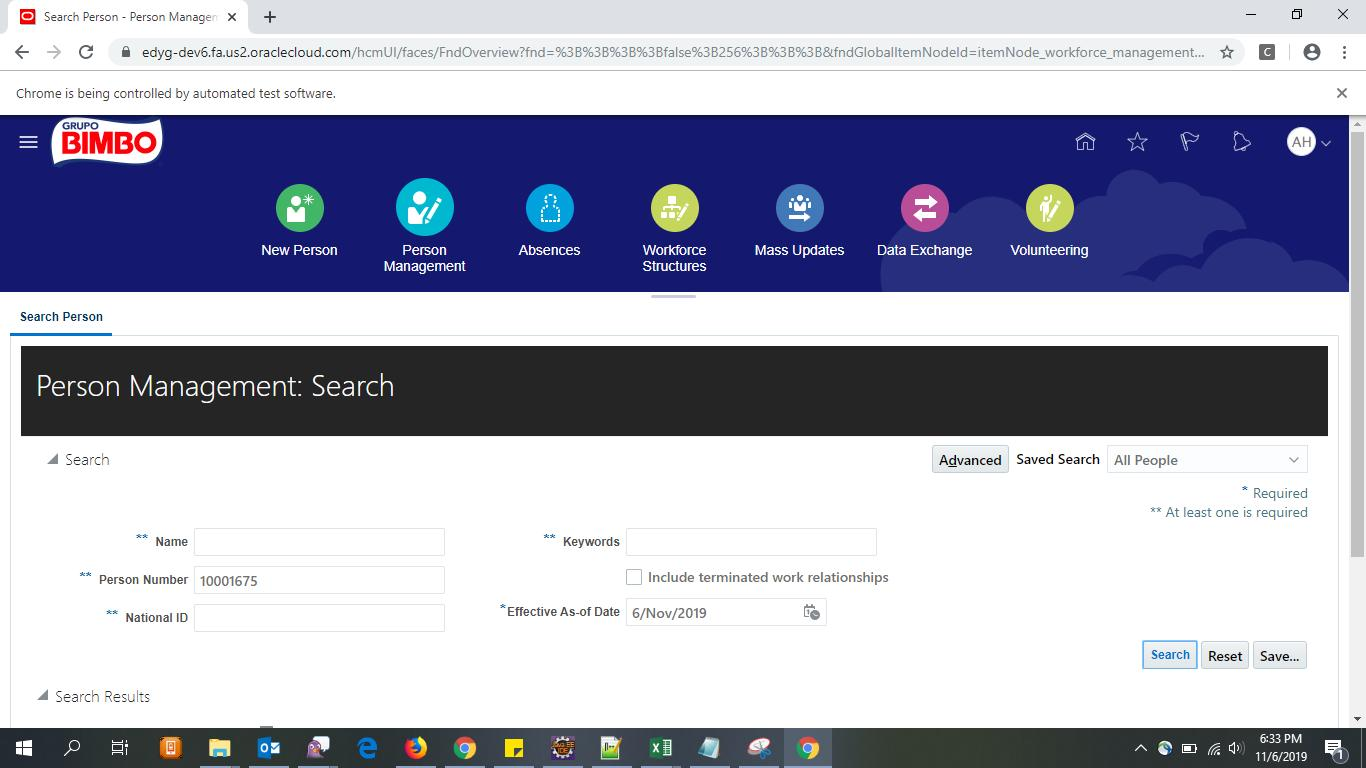 Search Person - Person Managem
edyg-dev6.fa.us2.oraclecloud.com/hcmUI/faces/FndOverview?fnd=%3B%3B%3B%3Bfalse%3B256%3B%3B%3B&fndGlobalItemNodeId=itemNode_workforce_management...
C
Chrome is being controlled by automated test software.
GRUPO
BIMBO
AH
New Person
Person Management
Absences
Workforce Structures
Mass Updates
Data Exchange
Volunteering
Search Person
Person Management: Search
Search
Advanced
Saved Search
All People
* Required
** At least one is required
** Name
** Keywords
** Person Number 10001675
Include terminated work relationships
** National ID
*Effective As-of Date 6/Nov/2019
Search
Reset
Save...
Search Results
6:33 PM
11/6/2019
1